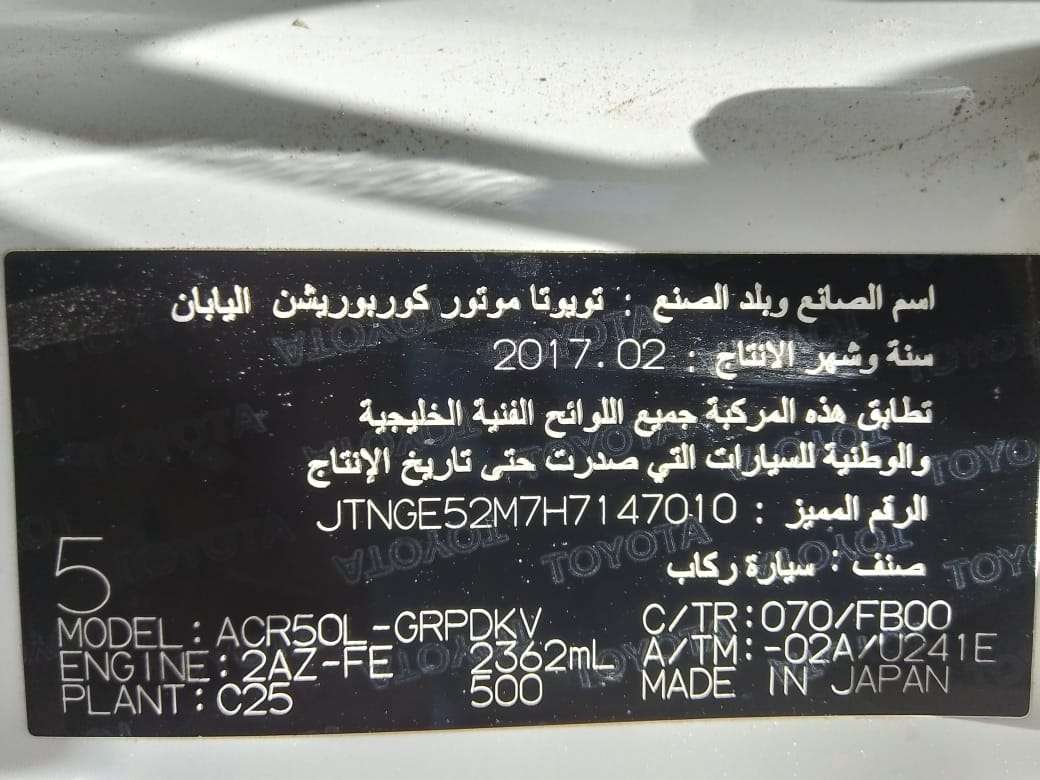 اسم الصانع وبلد الصنع : تويوتا موتور كوربوريشن اليابان
سنة وشهر الانتاج : 2017.02
تطابق هذه المركبة جميع اللوائح الفنية الخليجية
والوطنية للسيارات التي صدرت حتى تاريخ الإنتاج
الرقم المميز : JTNGE52M7H7147010
صنف : سيارة ركاب
5
MODEL : ACR50L-GRPDKV C/TR : 070/FB00
ENGINE : 2AZ-FE 2362mL A/TM : -02A/U241E
PLANT : C25 500 MADE IN JAPAN